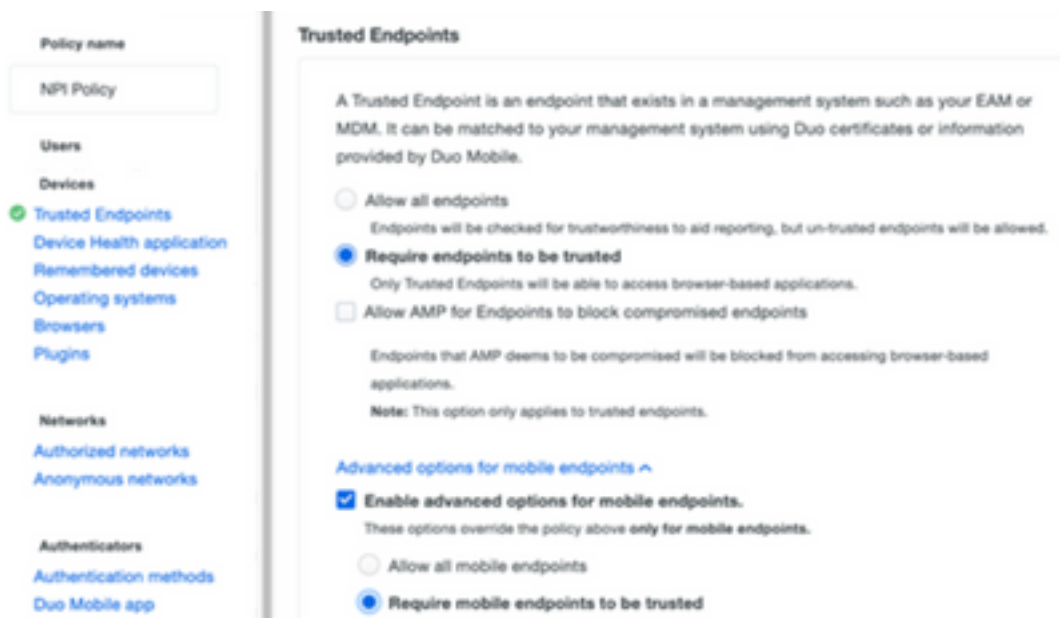 Policy name
NPI Policy
Users
Devices
Trusted Endpoints
Device Health application
Remembered devices
Operating systems
Browsers
Plugins
Networks
Authorized networks
Anonymous networks
Authenticators
Authentication methods
Duo Mobile app
Trusted Endpoints
A Trusted Endpoint is an endpoint that exists in a management system such as your EAM or
MDM. It can be matched to your management system using Duo certificates or information
provided by Duo Mobile.
Allow all endpoints
Endpoints will be checked for trustworthiness to aid reporting, but un-trusted endpoints will be allowed.
Require endpoints to be trusted
Only Trusted Endpoints will be able to access browser-based applications.
Allow AMP for Endpoints to block compromised endpoints
Endpoints that AMP deems to be compromised will be blocked from accessing browser-based
applications.
Note: This option only applies to trusted endpoints.
Advanced options for mobile endpoints
Enable advanced options for mobile endpoints.
These options override the policy above only for mobile endpoints.
Allow all mobile endpoints
Require mobile endpoints to be trusted